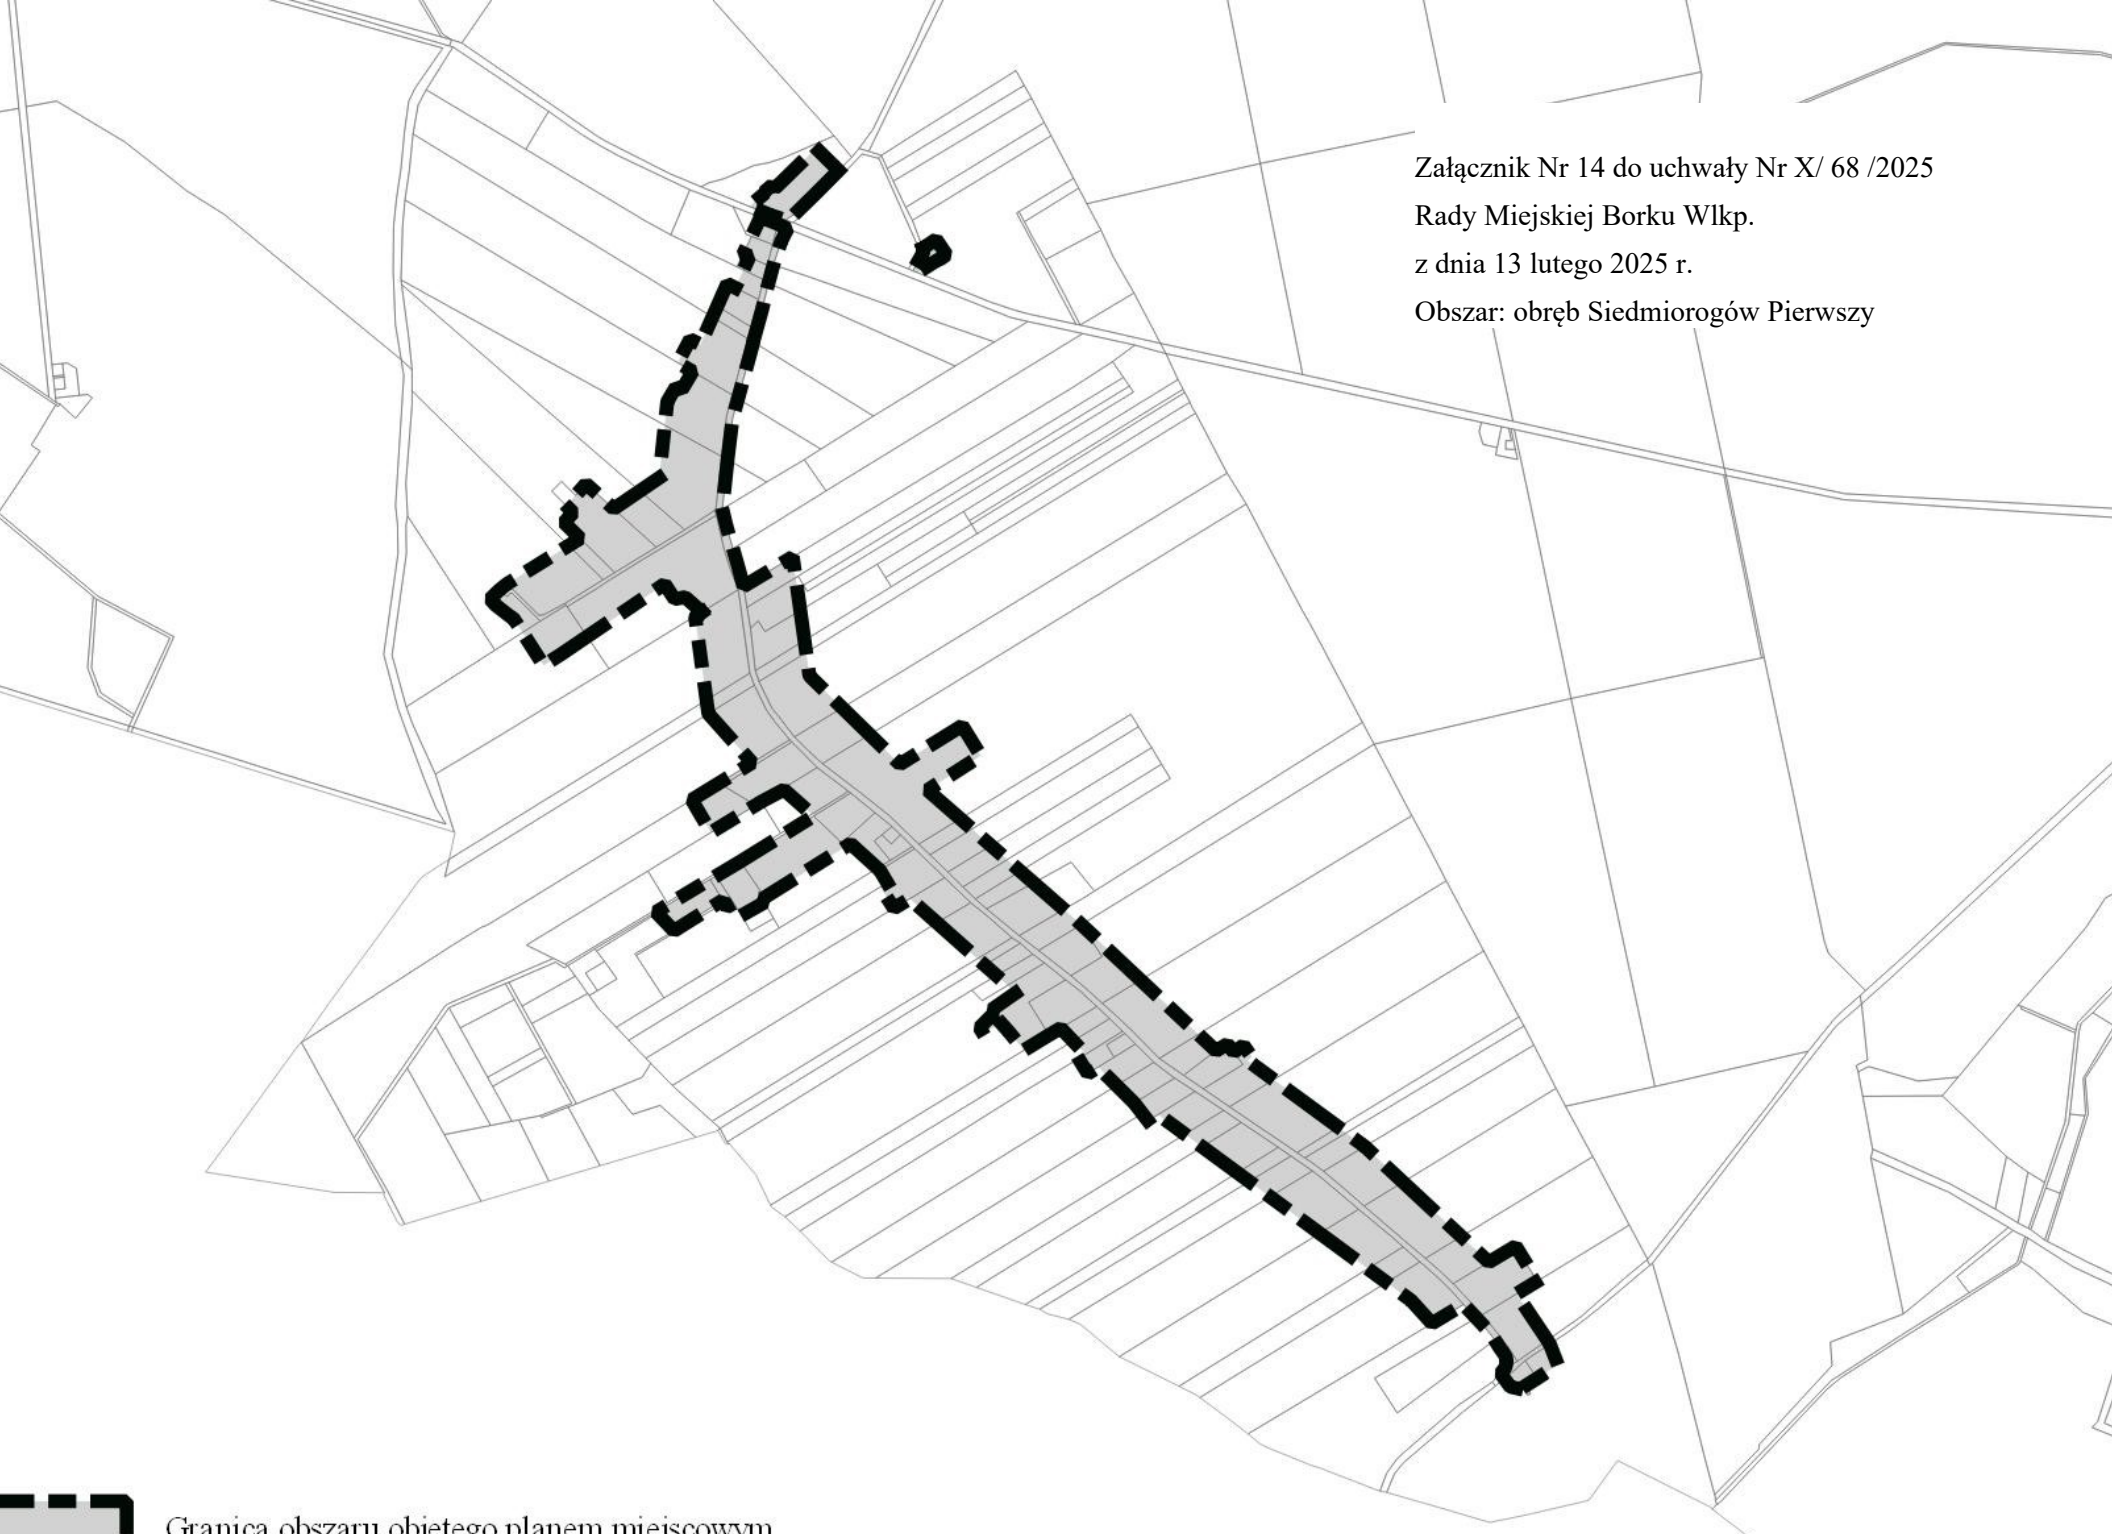 Załącznik Nr 14 do uchwały Nr X/ 68 /2025
Rady Miejskiej Borku Wlkp.
z dnia 13 lutego 2025 r.
Obszar: obręb Siedmiorogów Pierwszy
Granica obszaru objętego planem miejscowym